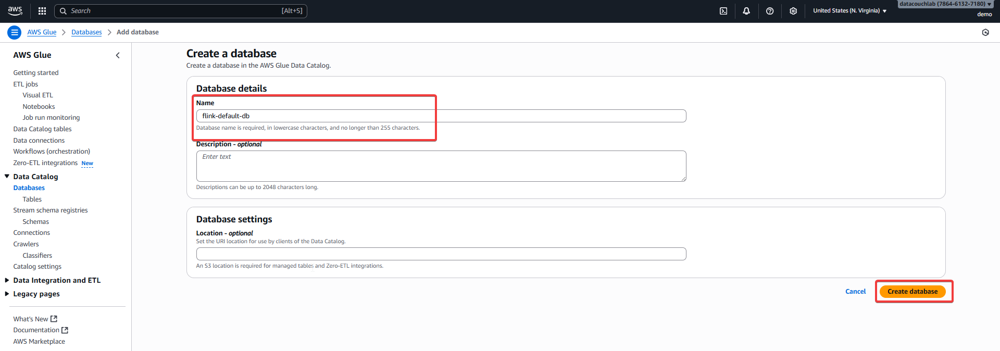 aws
Search [Alt+S]
United States (N. Virginia)
datacouchlab (7864-6132-7180)
demo
AWS Glue > Databases > Add database
AWS Glue
Getting started
ETL jobs
Visual ETL
Notebooks
Job run monitoring
Data Catalog tables
Data connections
Workflows (orchestration)
Zero-ETL integrations New
Data Catalog
Databases
Tables
Stream schema registries
Schemas
Connections
Crawlers
Classifiers
Catalog settings
Data Integration and ETL
Legacy pages
What's New
Documentation
AWS Marketplace
Create a database
Create a database in the AWS Glue Data Catalog.
Database details
Name
flink-default-db
Database name is required, in lowercase characters, and no longer than 255 characters.
Description - optional
Enter text
Descriptions can be up to 2048 characters long.
Database settings
Location - optional
Set the URI location for use by clients of the Data Catalog.
An S3 location is required for managed tables and Zero-ETL integrations.
Cancel
Create database